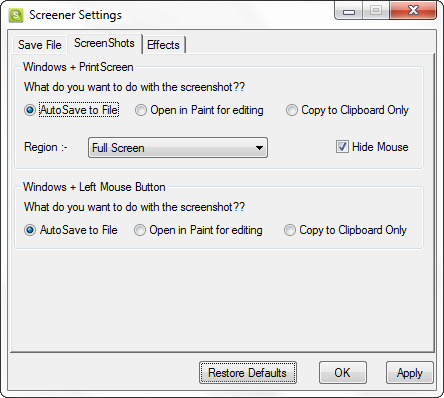 Screener Settings
Save File ScreenShots Effects
Windows + PrintScreen
What do you want to do with the screenshot??
AutoSave to File Open in Paint for editing Copy to Clipboard Only
Region :- Full Screen Hide Mouse
Windows + Left Mouse Button
What do you want to do with the screenshot??
AutoSave to File Open in Paint for editing Copy to Clipboard Only
Restore Defaults OK Apply